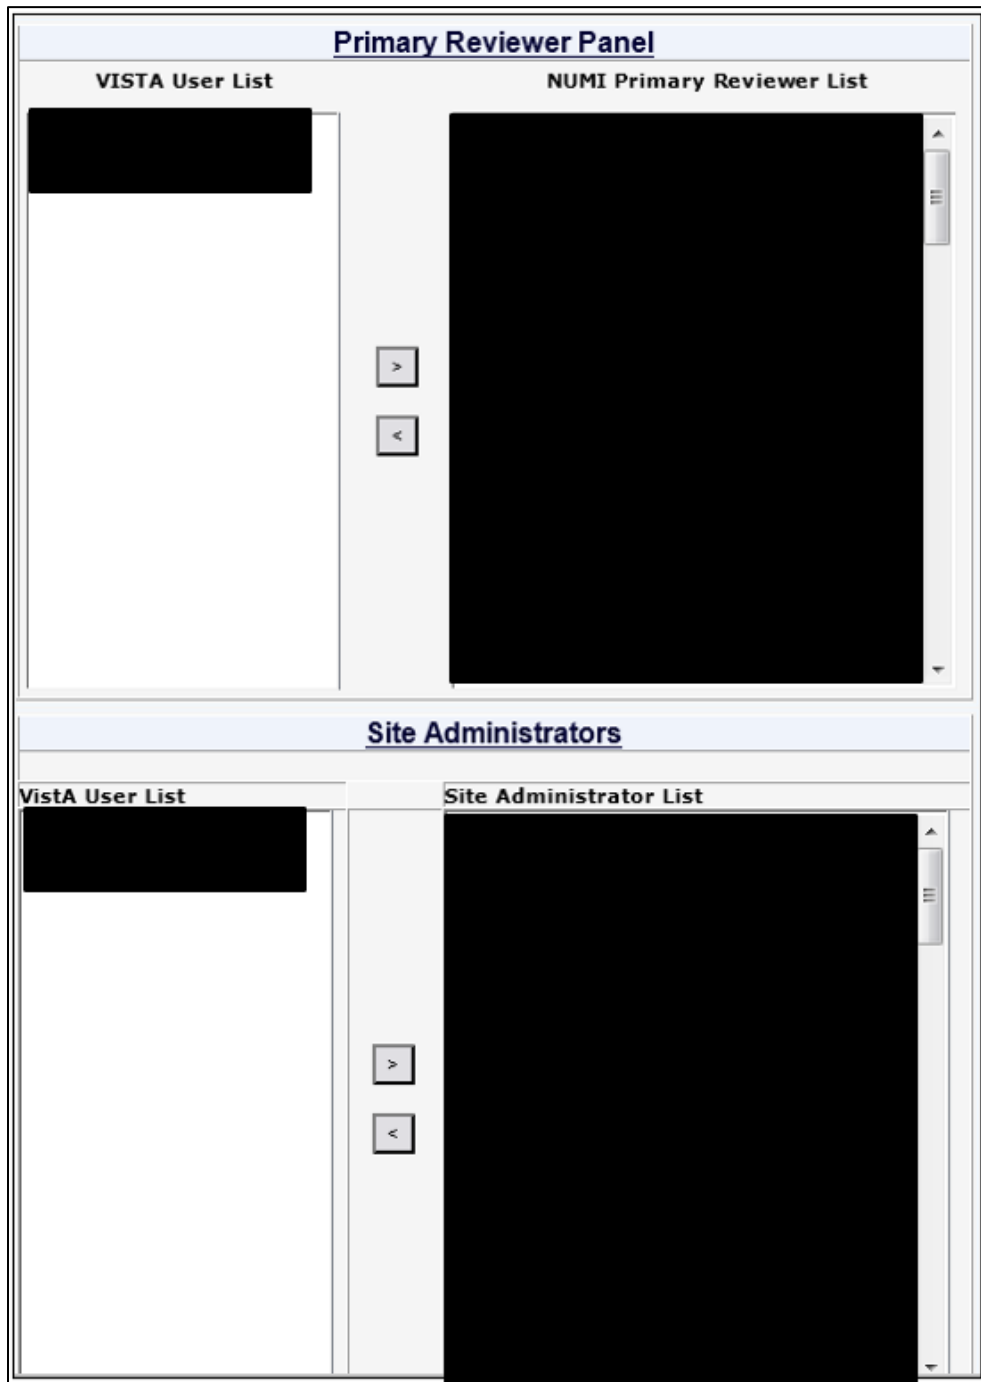 Primary Reviewer Panel
VISTA User List NUMI Primary Reviewer List
>
<
Site Administrators
VistA User List Site Administrator List
>
<